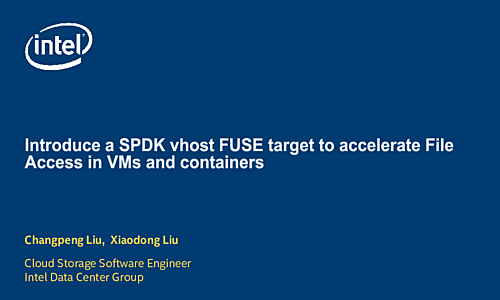 intel
Introduce a SPDK vhost FUSE target to accelerate File
Access in VMs and containers
Changpeng Liu, Xiaodong Liu
Cloud Storage Software Engineer
Intel Data Center Group